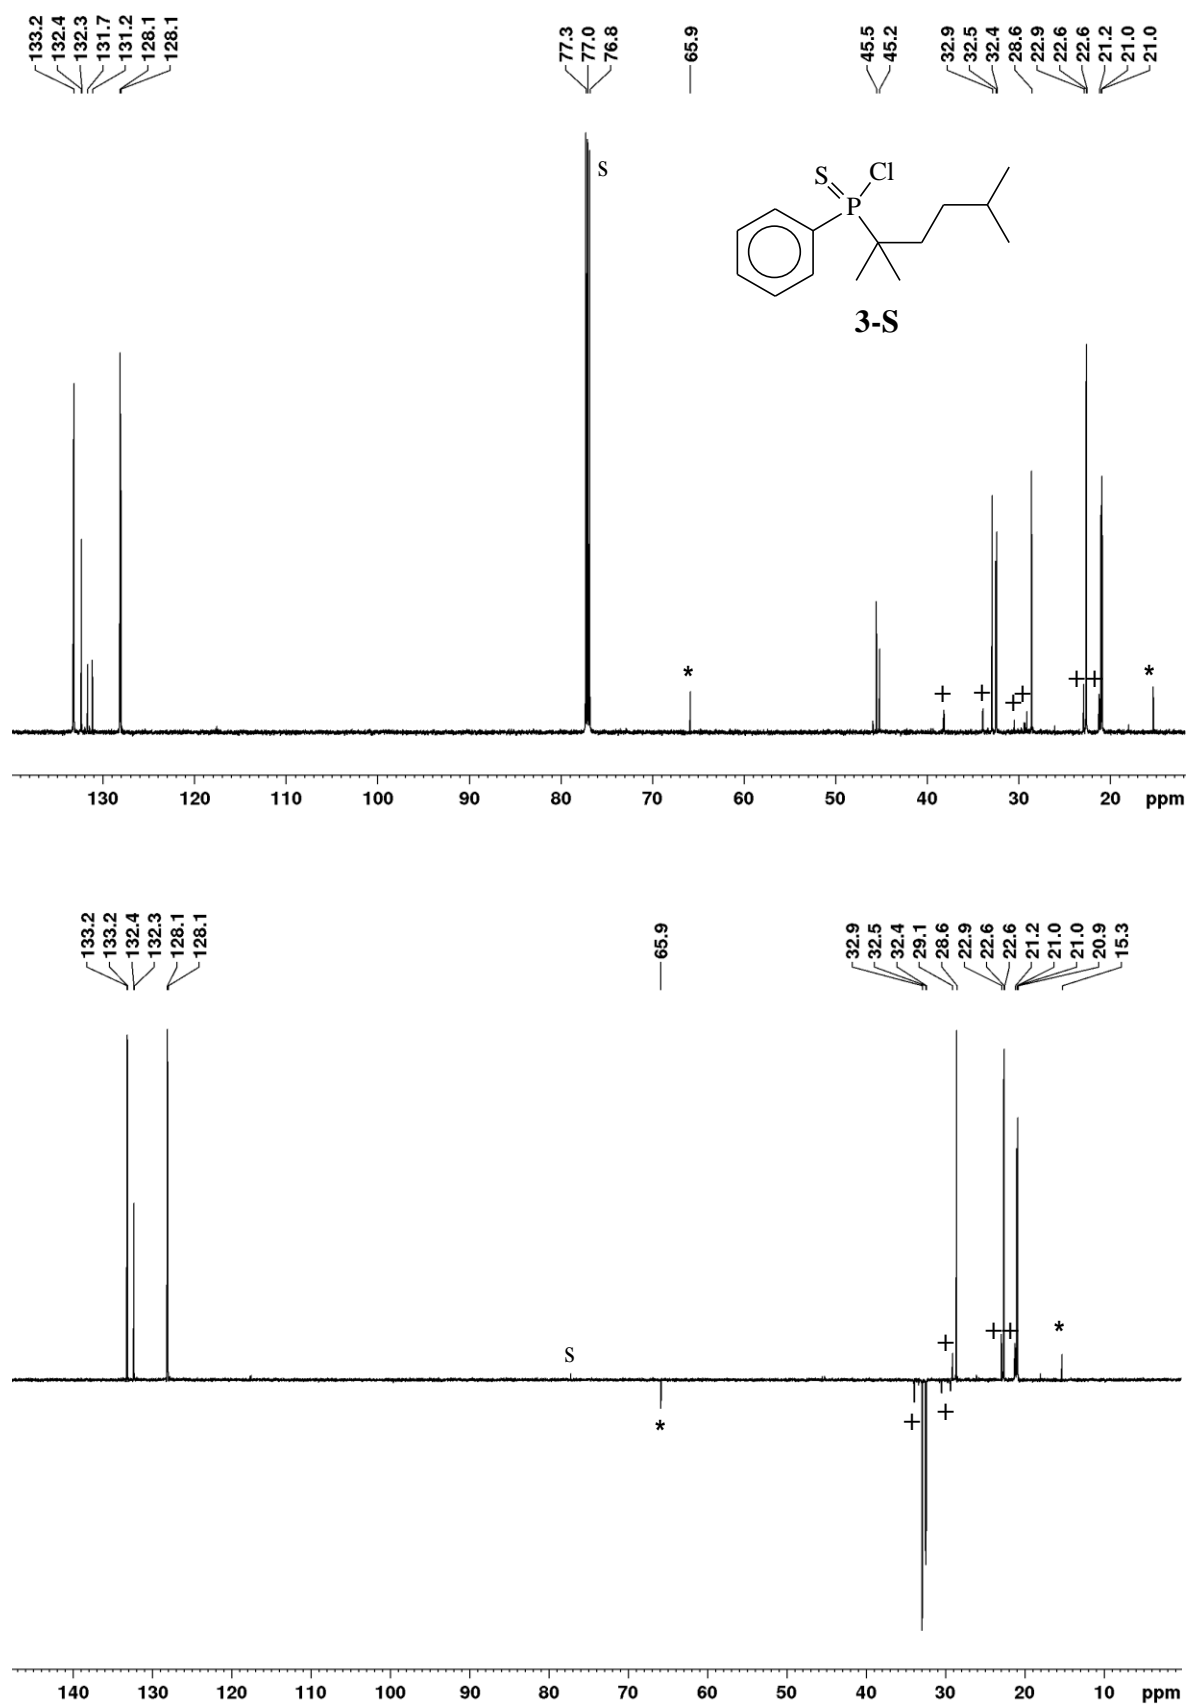 133.2 132.4 132.3 131.7 131.2 128.1 128.1 77.3 77.0 76.8 65.9 45.5 45.2 32.9 32.5 32.4 28.6 22.9 22.6 22.6 21.2 21.0 21.0
S
S Cl
P
3-S
* + + + + + + *
130 120 110 100 90 80 70 60 50 40 30 20 ppm
133.2 133.2 132.4 132.3 128.1 128.1 65.9 32.9 32.5 32.4 29.1 28.6 22.9 22.6 22.6 21.2 21.0 21.0 20.9 15.3
S + + + *
* + +
140 130 120 110 100 90 80 70 60 50 40 30 20 10 ppm